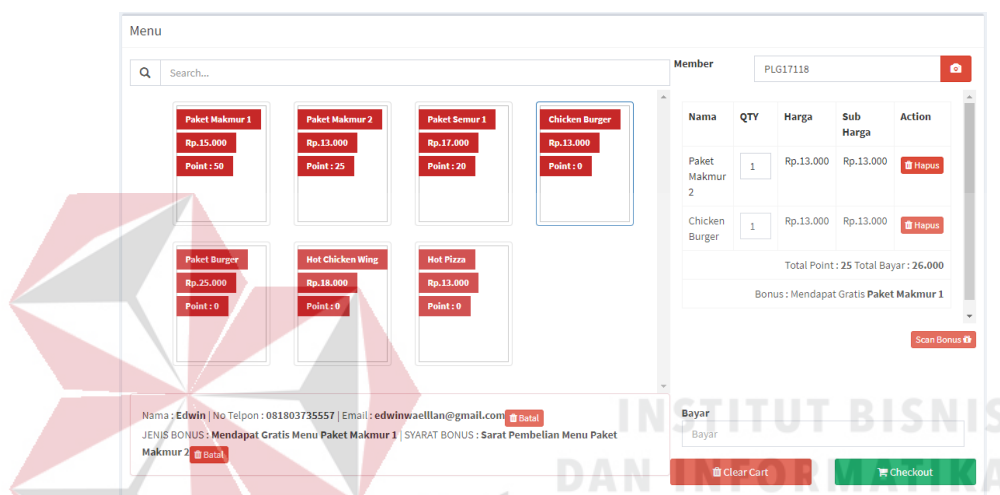 Menu
Search...
Member
PLG17118
Paket Makmur 1
Rp.15.000
Point : 50
Paket Makmur 2
Rp.13.000
Point : 25
Paket Semur 1
Rp.17.000
Point : 20
Chicken Burger
Rp.13.000
Point : 0
Paket Burger
Rp.25.000
Point : 0
Hot Chicken Wing
Rp.18.000
Point : 0
Hot Pizza
Rp.13.000
Point : 0
Nama QTY Harga Sub Harga Action
Paket Makmur 2 1 Rp.13.000 Rp.13.000 Hapus
Chicken Burger 1 Rp.13.000 Rp.13.000 Hapus
Total Point : 25 Total Bayar : 26.000
Bonus : Mendapat Gratis Paket Makmur 1
Scan Bonus
Nama : Edwin | No Telpon : 081803735557 | Email : edwinwaelllan@gmail.com Batal
JENIS BONUS : Mendapat Gratis Menu Paket Makmur 1 | SYARAT BONUS : Sarat Pembelian Menu Paket
Makmur 2 Batal
Bayar
Bayar
Clear Cart
Checkout
INSTITUT BISNIS
DAN INFORMATIKA